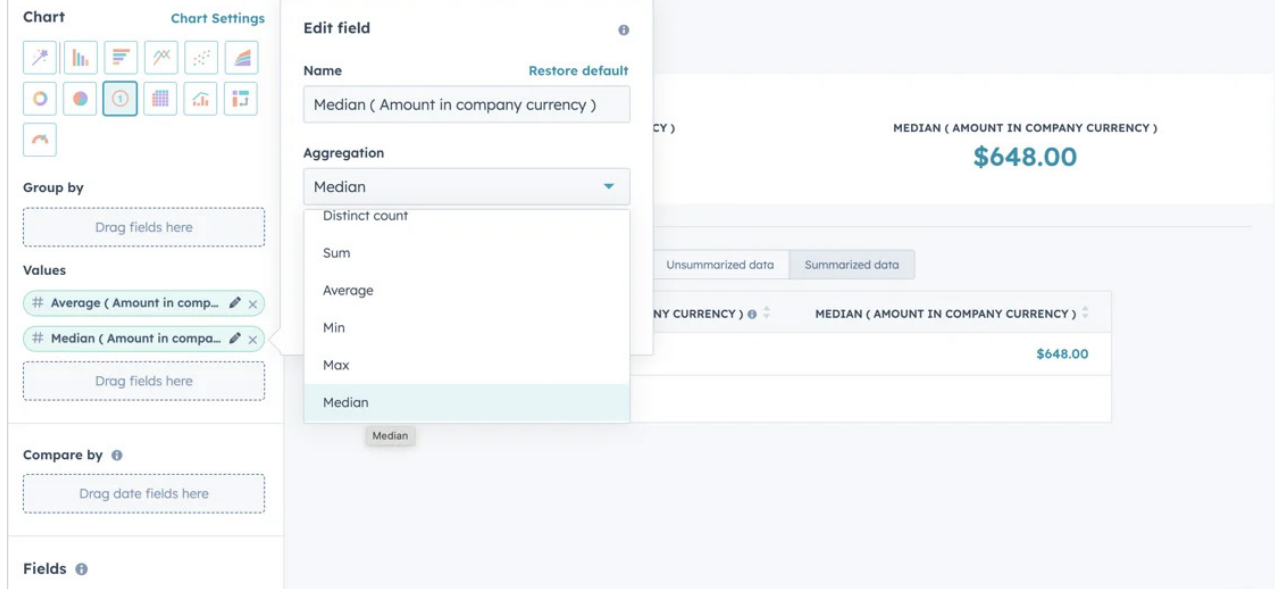 Chart
Chart Settings
1
Group by
Drag fields here
Values
# Average ( Amount in comp...
# Median ( Amount in compa...
Drag fields here
Compare by
Drag date fields here
Fields
Edit field
Name
Restore default
Median ( Amount in company currency )
Aggregation
Median
Distinct count
Sum
Average
Min
Max
Median
Median
CY )
MEDIAN ( AMOUNT IN COMPANY CURRENCY )
$648.00
Unsummarized data
Summarized data
NY CURRENCY )
MEDIAN ( AMOUNT IN COMPANY CURRENCY )
$648.00